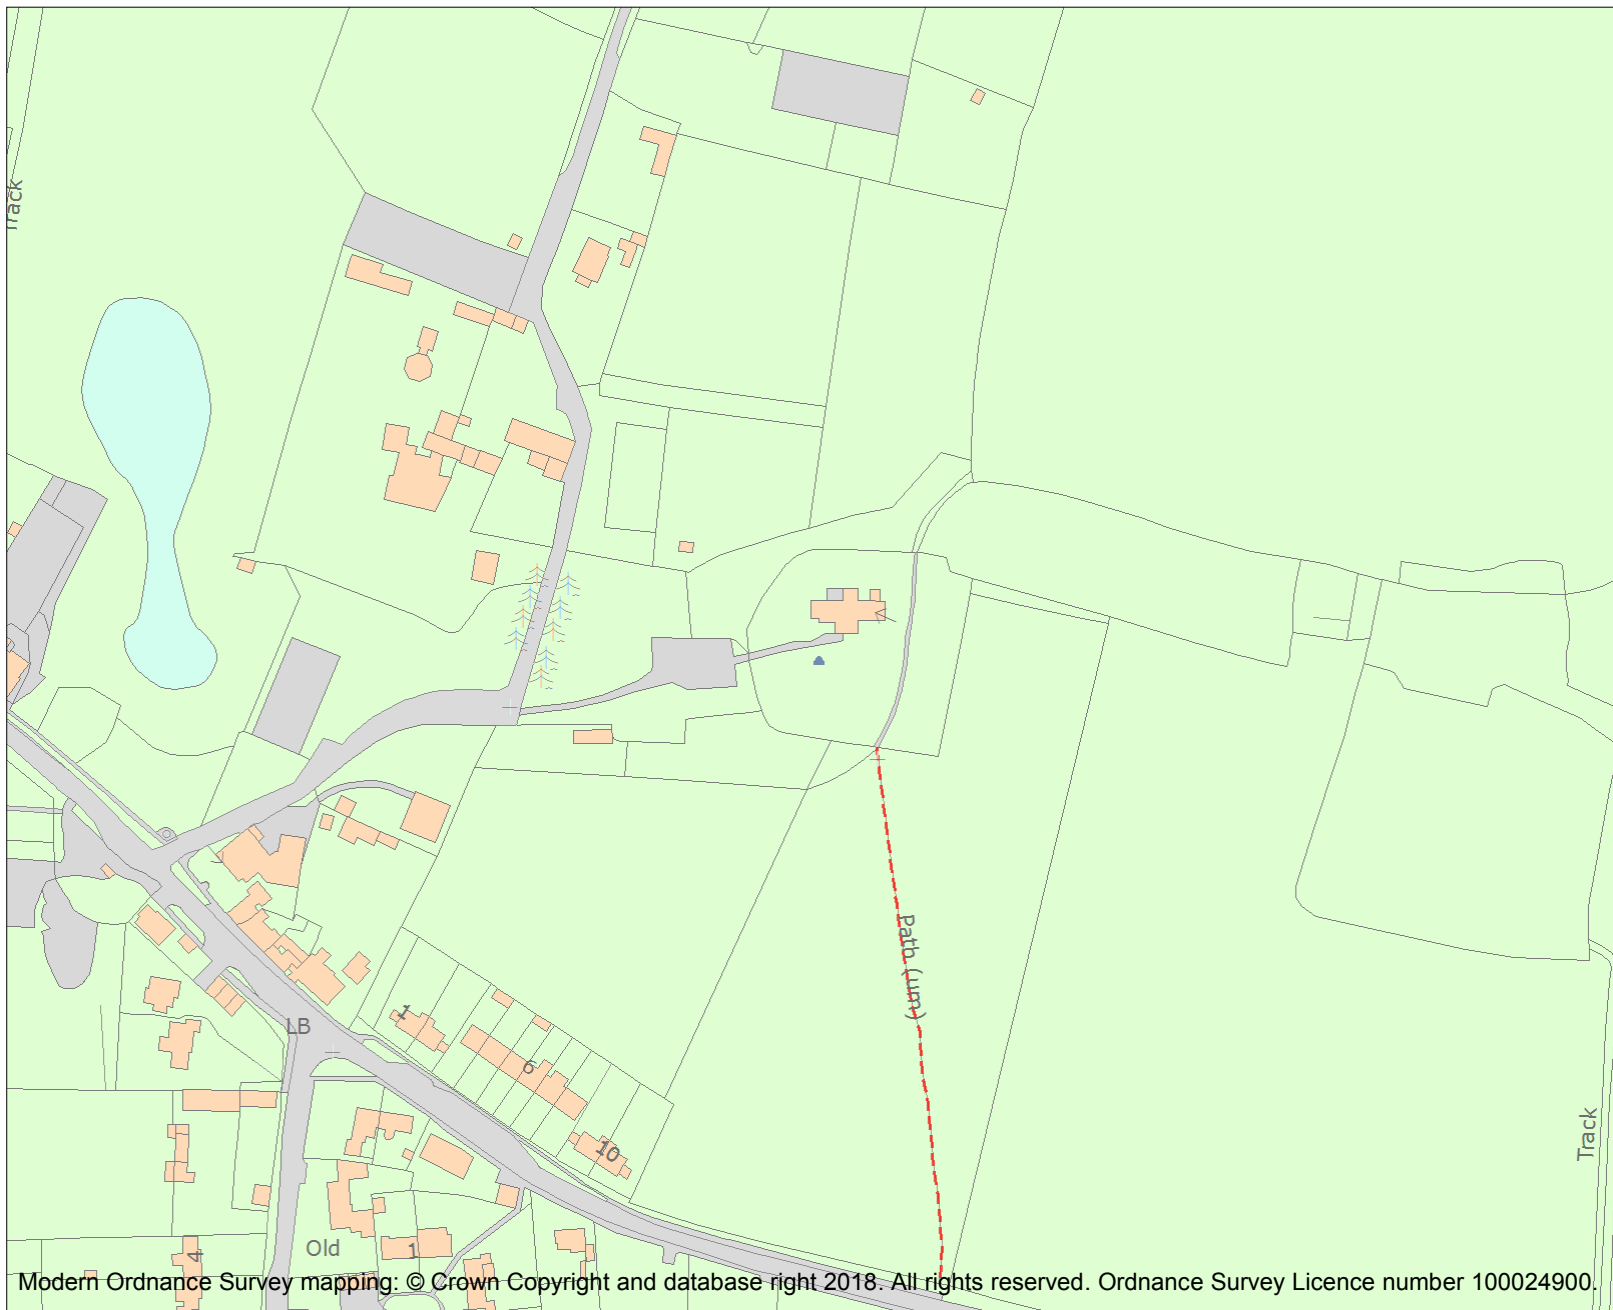 Track
Path (um)
1
LB
6
10
Track
Old
1
4
Modern Ordnance Survey mapping: © Crown Copyright and database right 2018. All rights reserved. Ordnance Survey Licence number 100024900.